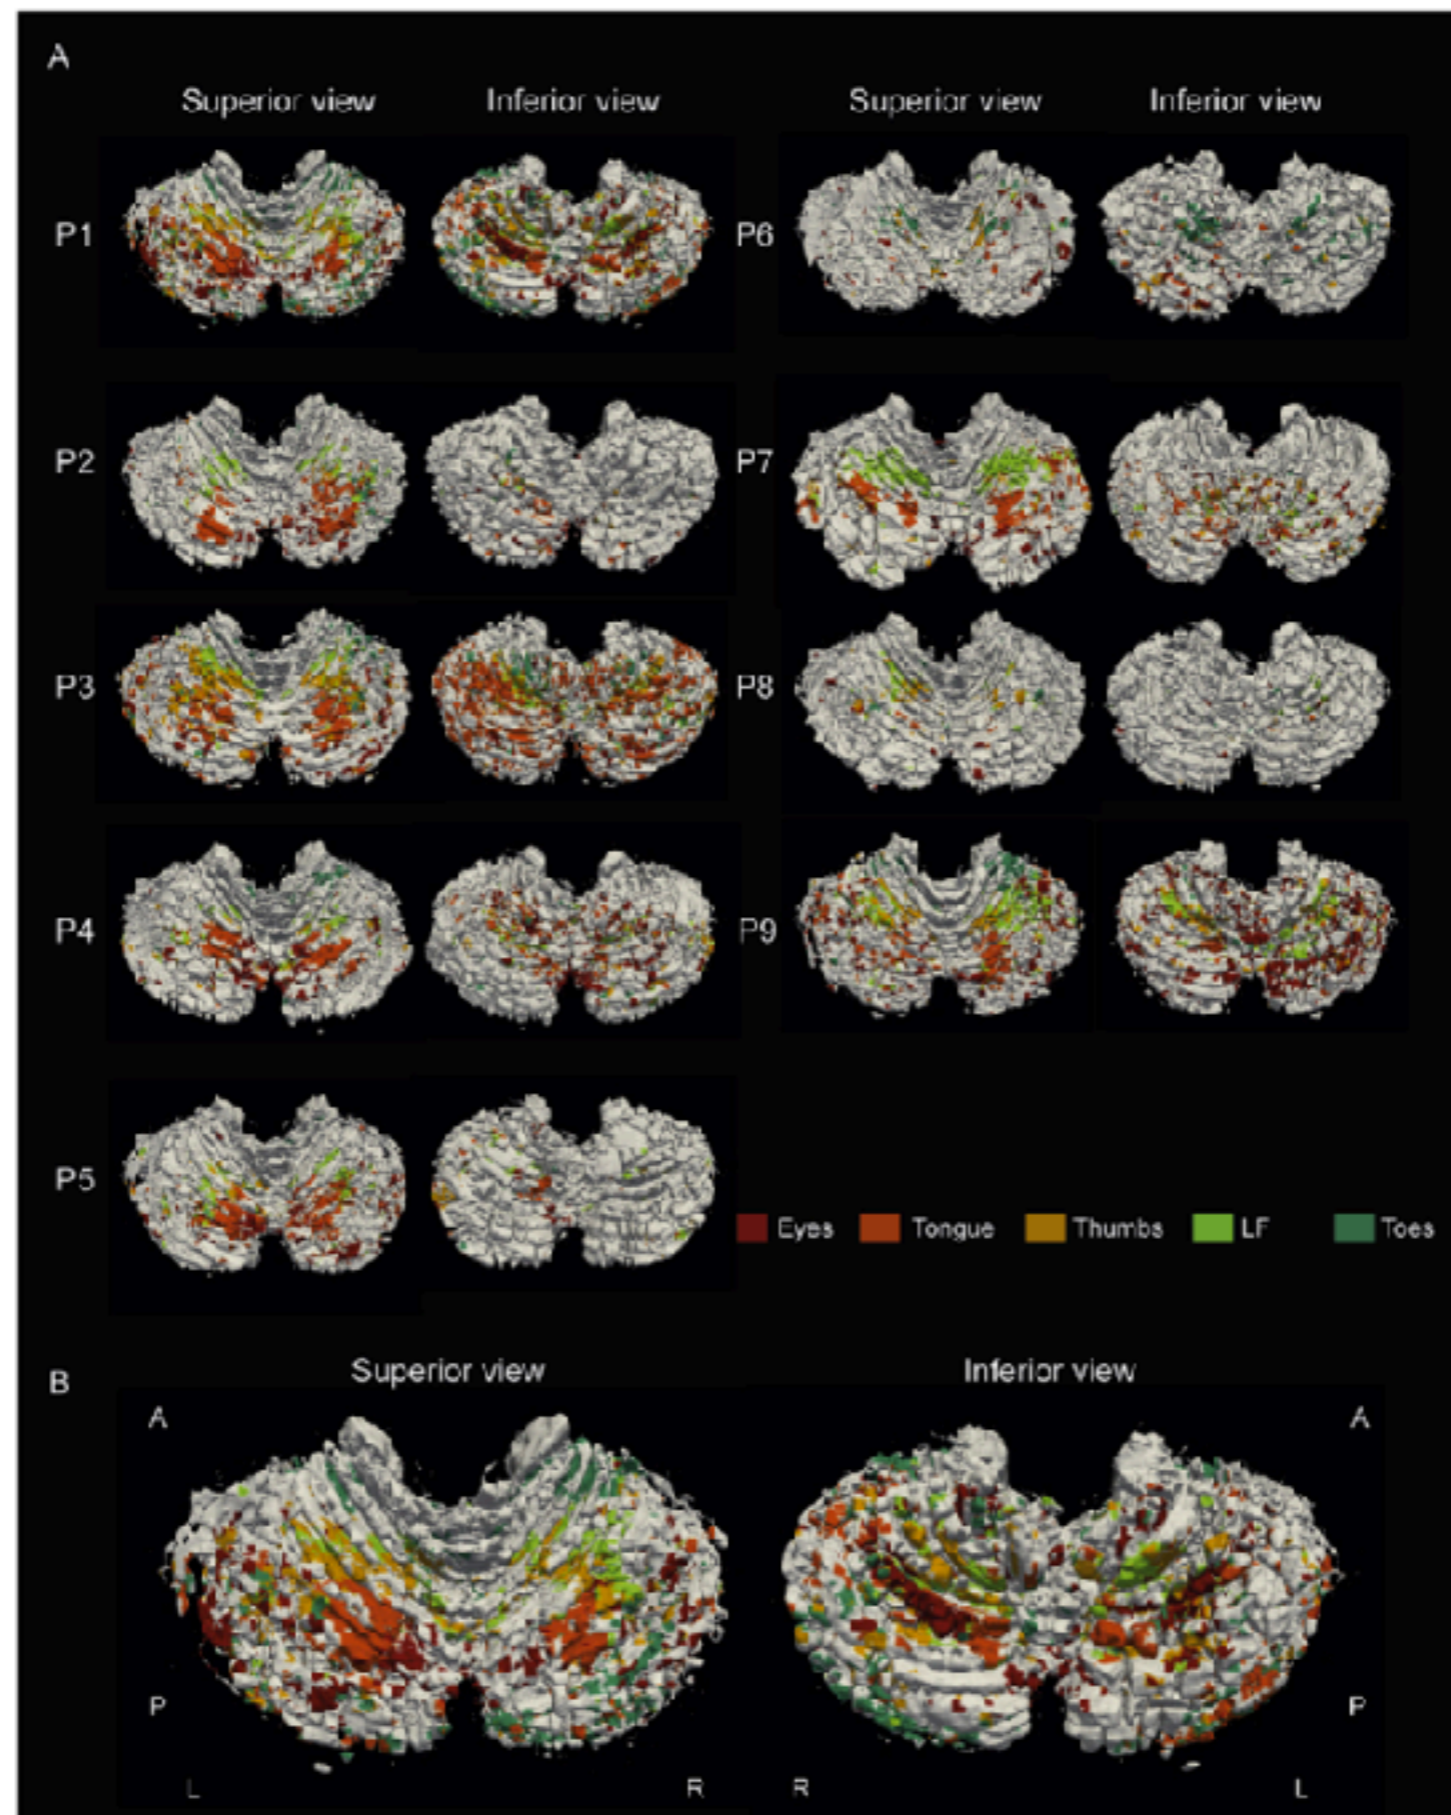 A
Superior view Inferior view Superior view Inferior view
P1 P6
P2 P7
P3 P8
P4 P9
P5
Eyes Tongue Thumbs LF Toes
B
Superior view Inferior view
A A
P P
L R R L